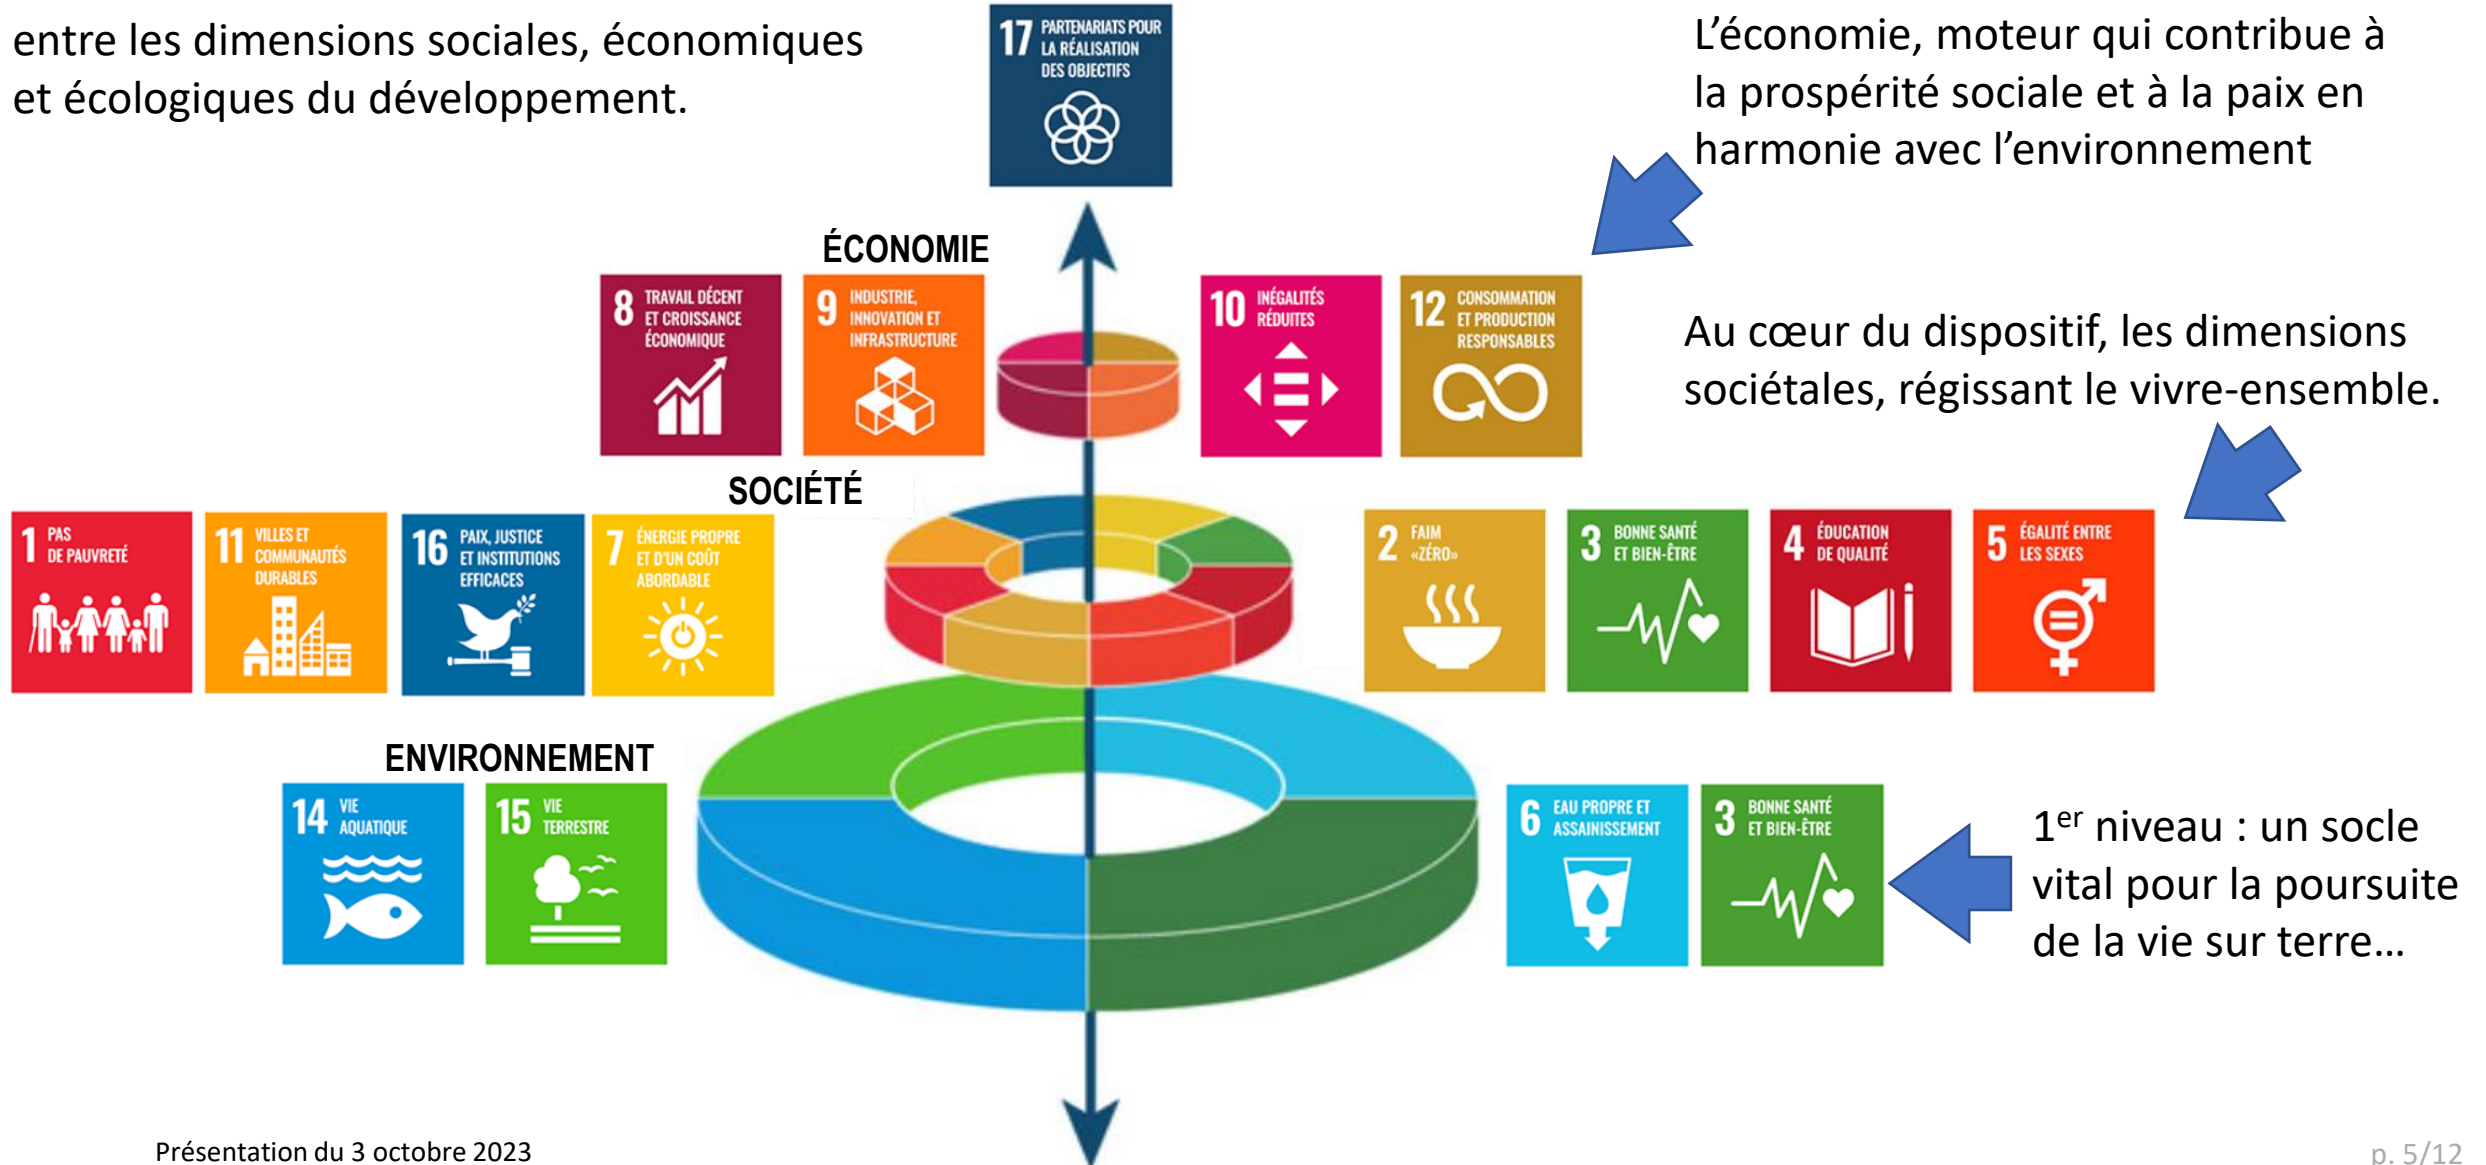 entre les dimensions sociales, économiques
et écologiques du développement.
17 PARTENARIATS POUR
LA RÉALISATION
DES OBJECTIFS
L’économie, moteur qui contribue à
la prospérité sociale et à la paix en
harmonie avec l’environnement
ÉCONOMIE
8 TRAVAIL DÉCENT
ET CROISSANCE
ÉCONOMIQUE
9 INDUSTRIE,
INNOVATION ET
INFRASTRUCTURE
10 INÉGALITÉS
RÉDUITES
12 CONSOMMATION
ET PRODUCTION
RESPONSABLES
Au cœur du dispositif, les dimensions
sociétales, régissant le vivre-ensemble.
SOCIÉTÉ
1 PAS
DE PAUVRETÉ
11 VILLES ET
COMMUNAUTÉS
DURABLES
16 PAIX, JUSTICE
ET INSTITUTIONS
EFFICACES
7 ÉNERGIE PROPRE
ET D'UN COÛT
ABORDABLE
2 FAIM
«ZÉRO»
3 BONNE SANTÉ
ET BIEN-ÊTRE
4 ÉDUCATION
DE QUALITÉ
5 ÉGALITÉ ENTRE
LES SEXES
ENVIRONNEMENT
14 VIE
AQUATIQUE
15 VIE
TERRESTRE
6 EAU PROPRE ET
ASSAINISSEMENT
3 BONNE SANTÉ
ET BIEN-ÊTRE
1er niveau : un socle
vital pour la poursuite
de la vie sur terre…
Présentation du 3 octobre 2023
p. 5/12